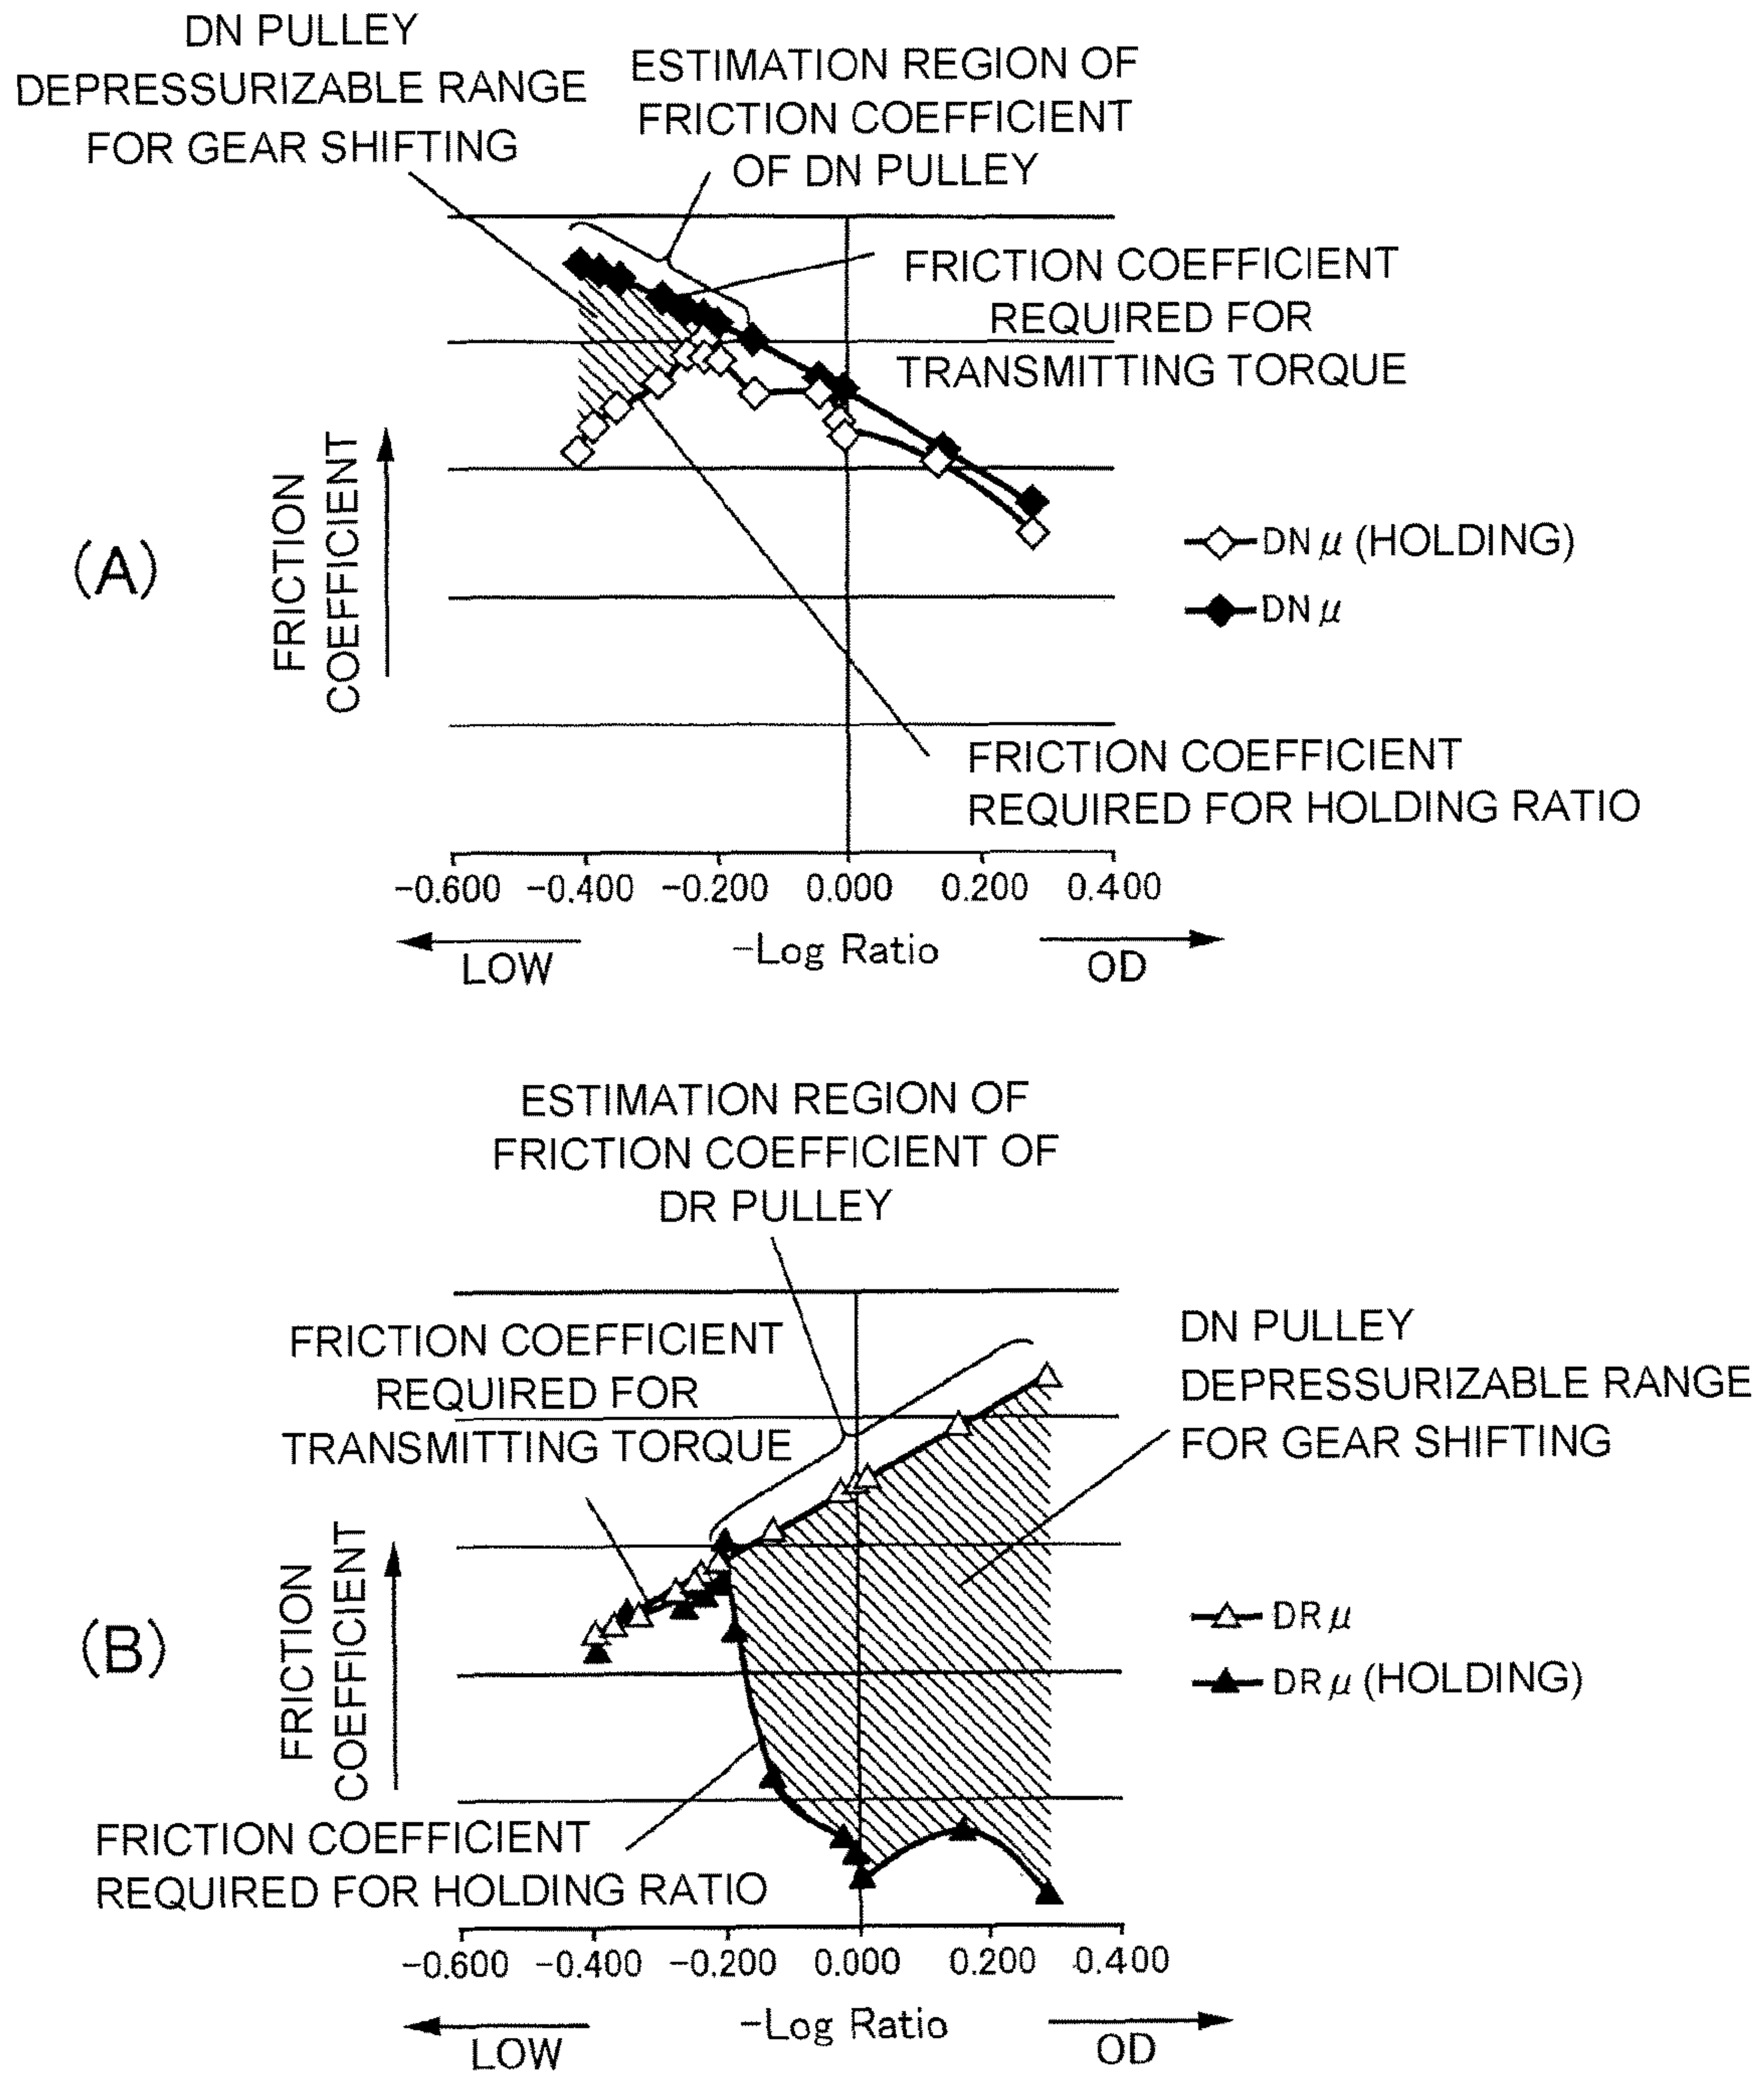 DN PULLEY
DEPRESSURIZABLE RANGE
FOR GEAR SHIFTING
ESTIMATION REGION OF
FRICTION COEFFICIENT
OF DN PULLEY
FRICTION COEFFICIENT
REQUIRED FOR
TRANSMITTING TORQUE
(A)
FRICTION
COEFFICIENT
DN μ (HOLDING)
DN μ
FRICTION COEFFICIENT
REQUIRED FOR HOLDING RATIO
-0.600 -0.400 -0.200 0.000 0.200 0.400
-Log Ratio
LOW
OD
ESTIMATION REGION OF
FRICTION COEFFICIENT OF
DR PULLEY
FRICTION COEFFICIENT
REQUIRED FOR
TRANSMITTING TORQUE
DN PULLEY
DEPRESSURIZABLE RANGE
FOR GEAR SHIFTING
(B)
FRICTION
COEFFICIENT
DR μ
DR μ (HOLDING)
FRICTION COEFFICIENT
REQUIRED FOR HOLDING RATIO
-0.600 -0.400 -0.200 0.000 0.200 0.400
-Log Ratio
LOW
OD